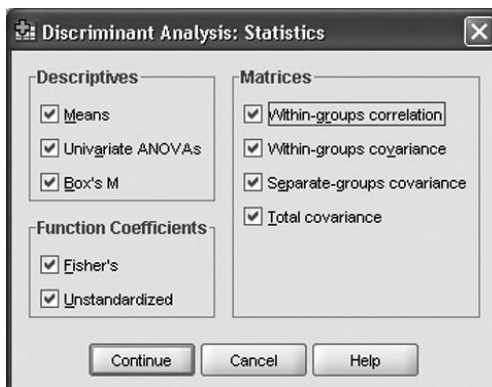 Discriminant Analysis: Statistics
Descriptives
Means
Univariate ANOVAs
Box's M
Function Coefficients
Fisher's
Unstandardized
Matrices
Within-groups correlation
Within-groups covariance
Separate-groups covariance
Total covariance
Continue
Cancel
Help